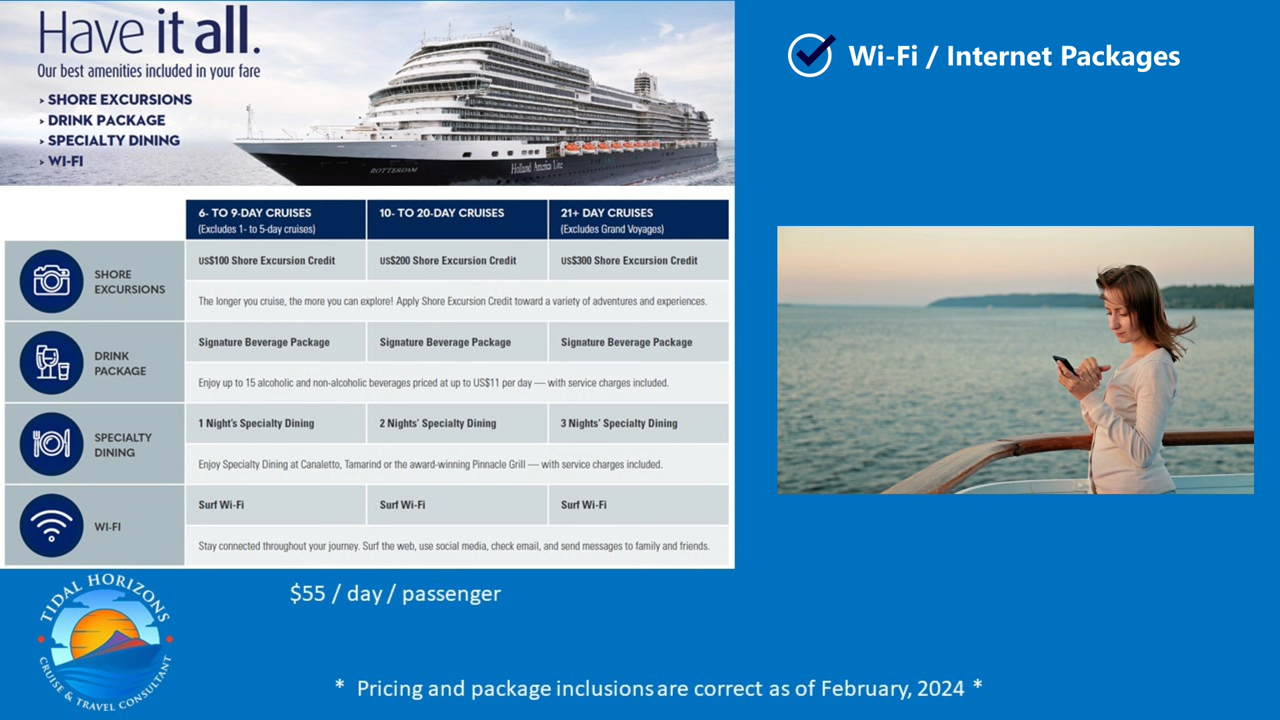 Have it all.
Our best amenities included in your fare
> SHORE EXCURSIONS
> DRINK PACKAGE
> SPECIALTY DINING
> WI-FI
ROTTERDAM
Holland America Line
Wi-Fi / Internet Packages
6- TO 9-DAY CRUISES
(Excludes 1- to 5-day cruises)
10- TO 20-DAY CRUISES
21+ DAY CRUISES
(Excludes Grand Voyages)
SHORE
EXCURSIONS
US$100 Shore Excursion Credit
US$200 Shore Excursion Credit
US$300 Shore Excursion Credit
The longer you cruise, the more you can explore! Apply Shore Excursion Credit toward a variety of adventures and experiences.
DRINK
PACKAGE
Signature Beverage Package
Signature Beverage Package
Signature Beverage Package
Enjoy up to 15 alcoholic and non-alcoholic beverages priced at up to US$11 per day — with service charges included.
SPECIALTY
DINING
1 Night's Specialty Dining
2 Nights' Specialty Dining
3 Nights' Specialty Dining
Enjoy Specialty Dining at Canaletto, Tamarind or the award-winning Pinnacle Grill — with service charges included.
WI-FI
Surf Wi-Fi
Surf Wi-Fi
Surf Wi-Fi
Stay connected throughout your journey. Surf the web, use social media, check email, and send messages to family and friends.
$55 / day / passenger
TIDAL HORIZONS
CRUISE & TRAVEL CONSULTANT
* Pricing and package inclusions are correct as of February, 2024 *